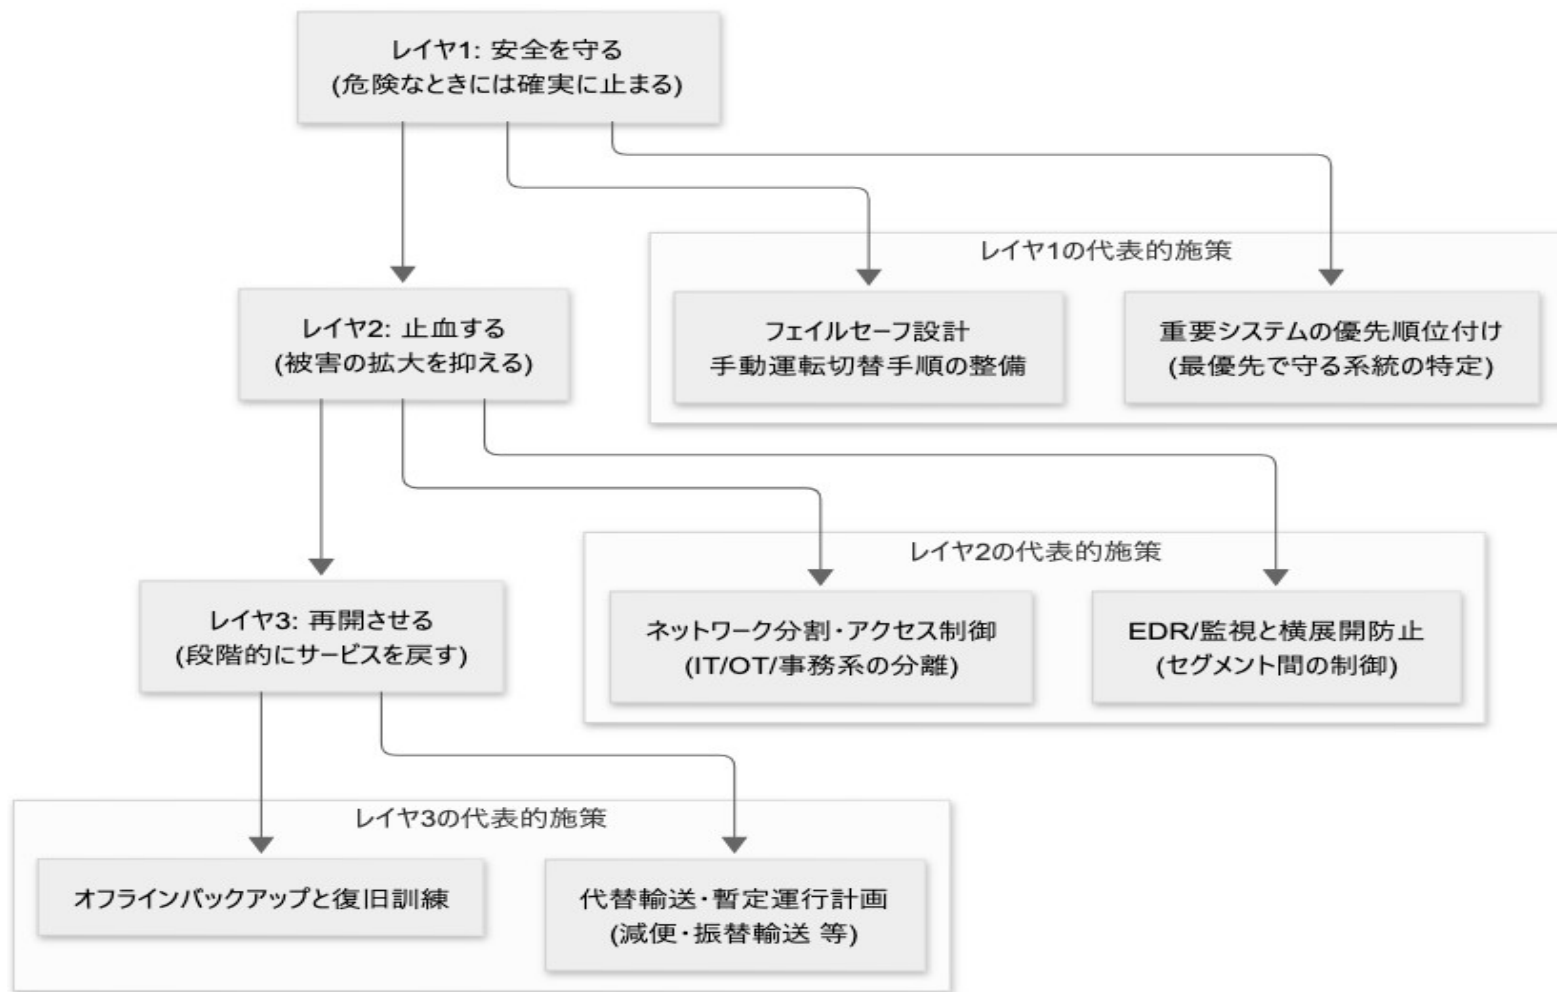 レイヤ1: 安全を守る
(危険なときには確実に止まる)
レイヤ1の代表的施策
フェイルセーフ設計
手動運転切替手順の整備
重要システムの優先順位付け
(最優先で守る系統の特定)
レイヤ2: 止血する
(被害の拡大を抑える)
レイヤ2の代表的施策
ネットワーク分割・アクセス制御
(IT/OT/事務系の分離)
EDR/監視と横展開防止
(セグメント間の制御)
レイヤ3: 再開させる
(段階的にサービスを戻す)
レイヤ3の代表的施策
オフラインバックアップと復旧訓練
代替輸送・暫定運行計画
(減便・振替輸送 等)